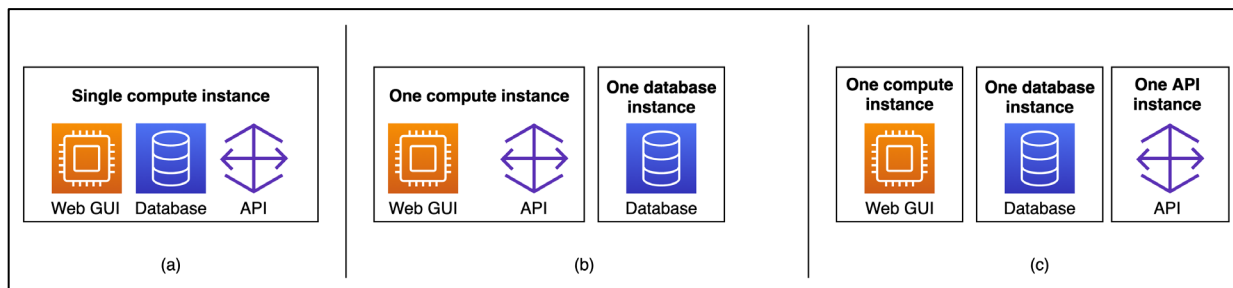 Single compute instance
Web GUI
Database
API
(a)
One compute instance
Web GUI
API
One database
instance
Database
(b)
One compute
instance
Web GUI
One database
instance
Database
One API
instance
API
(c)